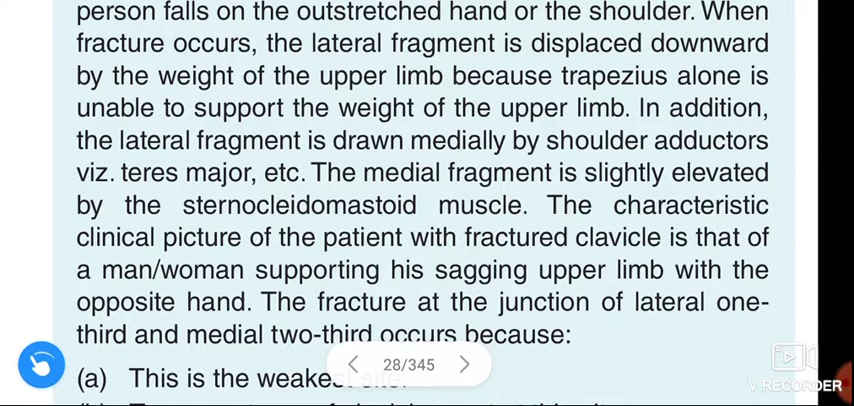 person falls on the outstretched hand or the shoulder. When
fracture occurs, the lateral fragment is displaced downward
by the weight of the upper limb because trapezius alone is
unable to support the weight of the upper limb. In addition,
the lateral fragment is drawn medially by shoulder adductors
viz. teres major, etc. The medial fragment is slightly elevated
by the sternocleidomastoid muscle. The characteristic
clinical picture of the patient with fractured clavicle is that of
a man/woman supporting his sagging upper limb with the
opposite hand. The fracture at the junction of lateral one-
third and medial two-third occurs because:
28/345
(a) This is the weakest site.
V RECORDER